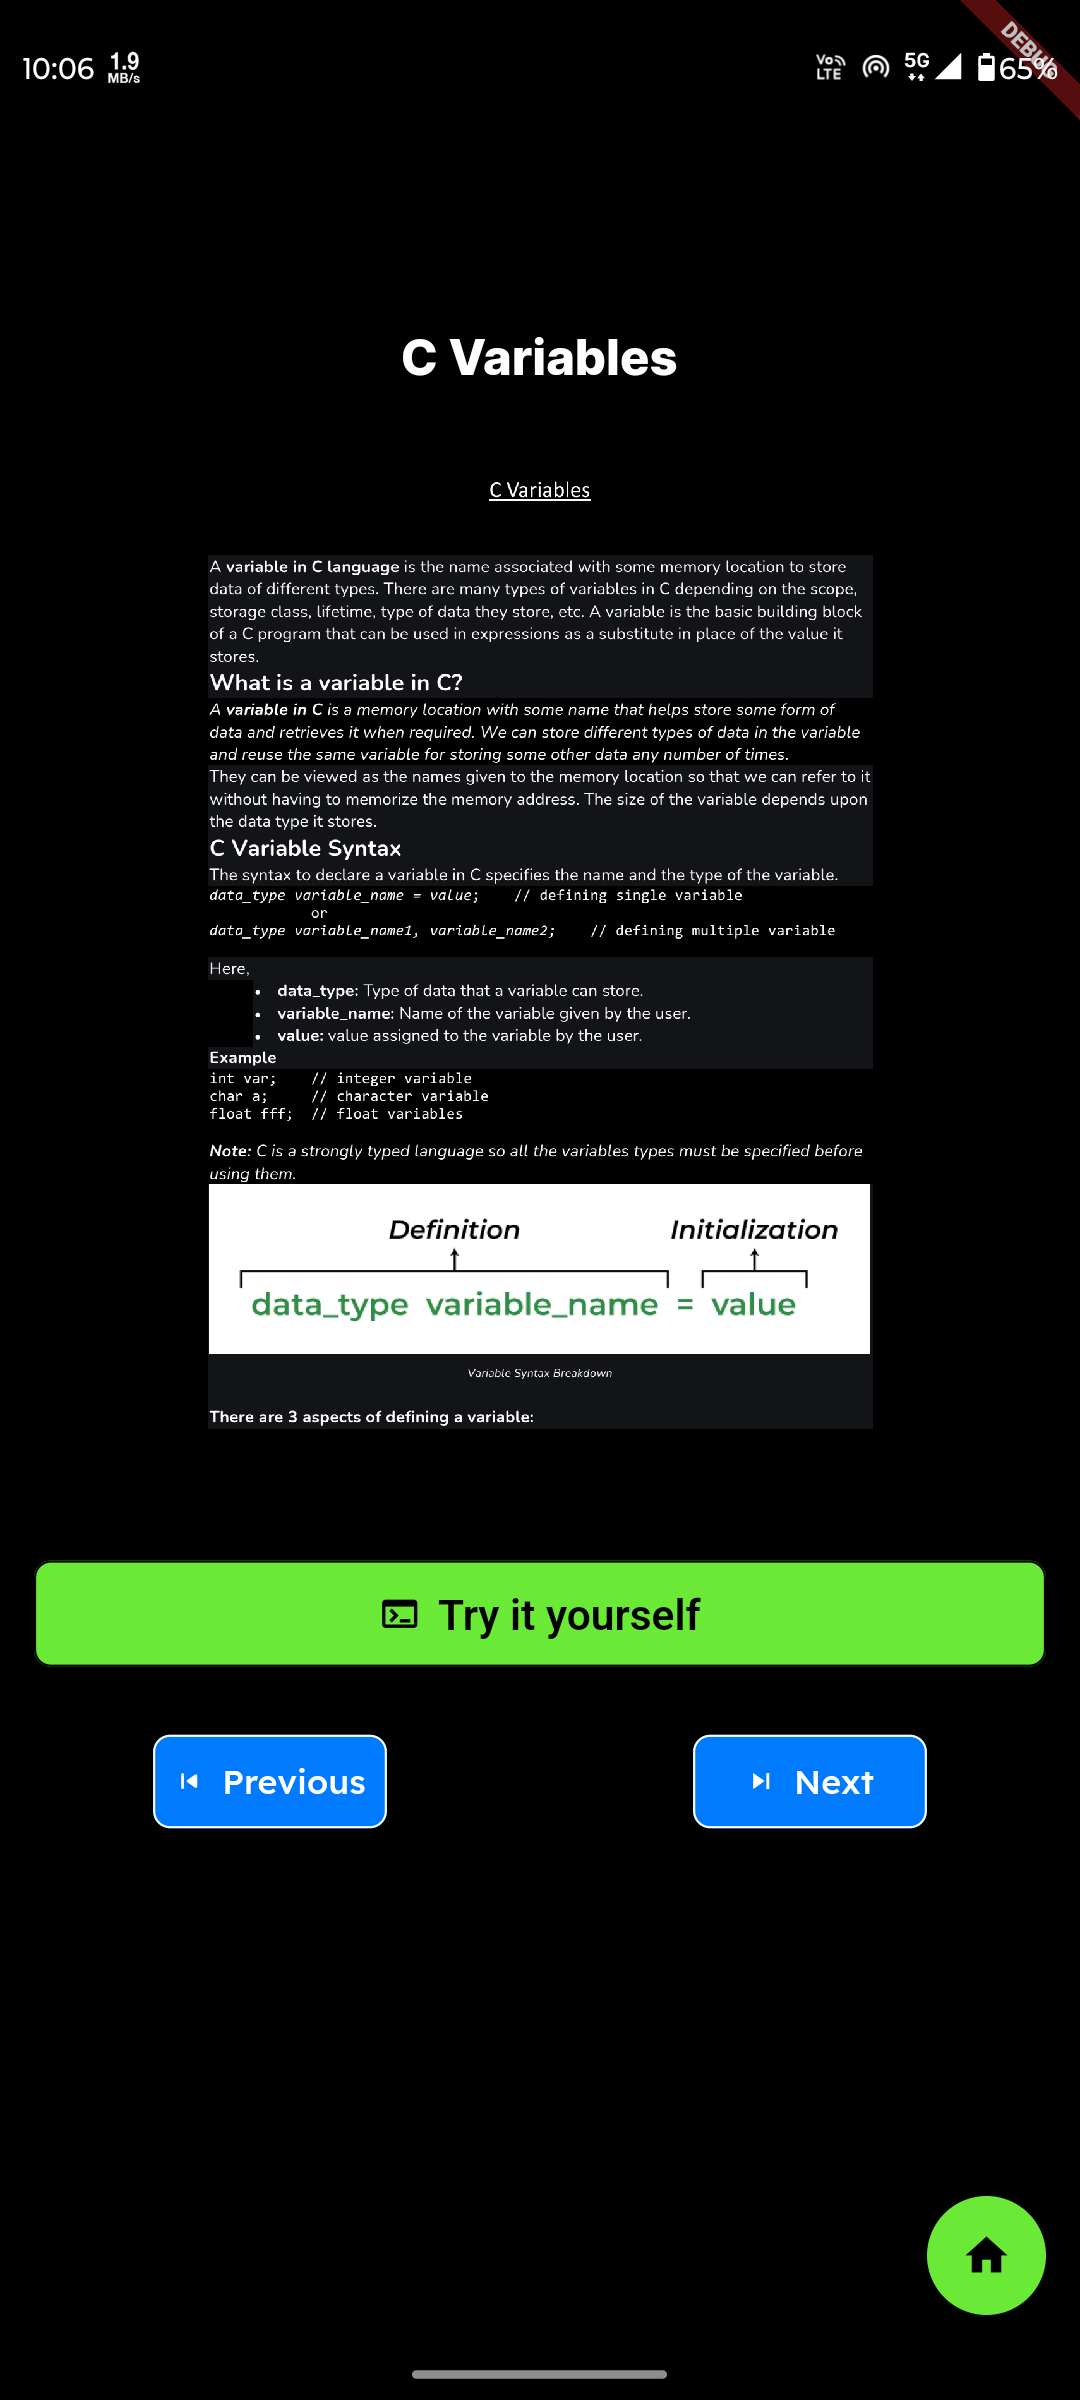 10:06 1.9 MB/s Vo LTE 5G 65% DEBUG
C Variables
C Variables
A variable in C language is the name associated with some memory location to store
data of different types. There are many types of variables in C depending on the scope,
storage class, lifetime, type of data they store, etc. A variable is the basic building block
of a C program that can be used in expressions as a substitute in place of the value it
stores.
What is a variable in C?
A variable in C is a memory location with some name that helps store some form of
data and retrieves it when required. We can store different types of data in the variable
and reuse the same variable for storing some other data any number of times.
They can be viewed as the names given to the memory location so that we can refer to it
without having to memorize the memory address. The size of the variable depends upon
the data type it stores.
C Variable Syntax
The syntax to declare a variable in C specifies the name and the type of the variable.
data_type variable_name = value;    // defining single variable
or
data_type variable_name1, variable_name2;    // defining multiple variable
Here,
• data_type: Type of data that a variable can store.
• variable_name: Name of the variable given by the user.
• value: value assigned to the variable by the user.
Example
int var;    // integer variable
char a;     // character variable
float fff;  // float variables
Note: C is a strongly typed language so all the variables types must be specified before
using them.
Definition Initialization
data_type variable_name = value
Variable Syntax Breakdown
There are 3 aspects of defining a variable:
Try it yourself
Previous Next